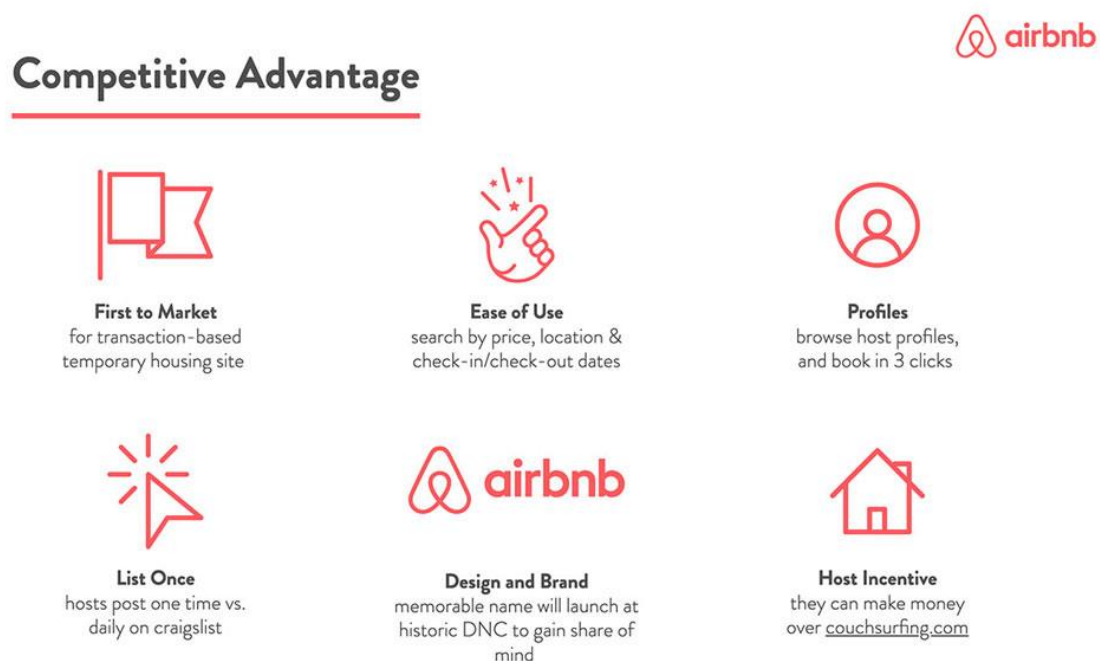 airbnb
Competitive Advantage
First to Market
for transaction-based
temporary housing site
Ease of Use
search by price, location &
check-in/check-out dates
Profiles
browse host profiles,
and book in 3 clicks
List Once
hosts post one time vs.
daily on craigslist
airbnb
Design and Brand
memorable name will launch at
historic DNC to gain share of
mind
Host Incentive
they can make money
over couchsurfing.com